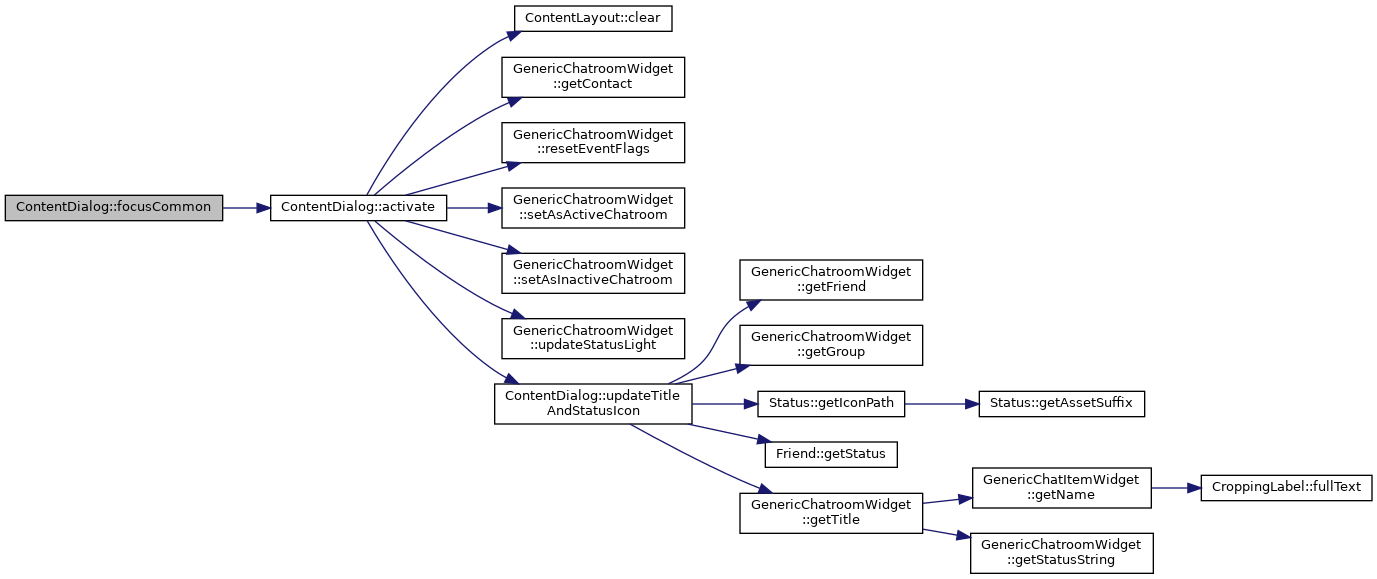 ContentDialog::focusCommon
ContentDialog::activate
ContentLayout::clear
GenericChatroomWidget
::getContact
GenericChatroomWidget
::resetEventFlags
GenericChatroomWidget
::setAsActiveChatroom
GenericChatroomWidget
::setAsInactiveChatroom
GenericChatroomWidget
::updateStatusLight
ContentDialog::updateTitle
AndStatusIcon
GenericChatroomWidget
::getFriend
GenericChatroomWidget
::getGroup
Status::getIconPath
Status::getAssetSuffix
Friend::getStatus
GenericChatroomWidget
::getTitle
GenericChatItemWidget
::getName
CroppingLabel::fullText
GenericChatroomWidget
::getStatusString